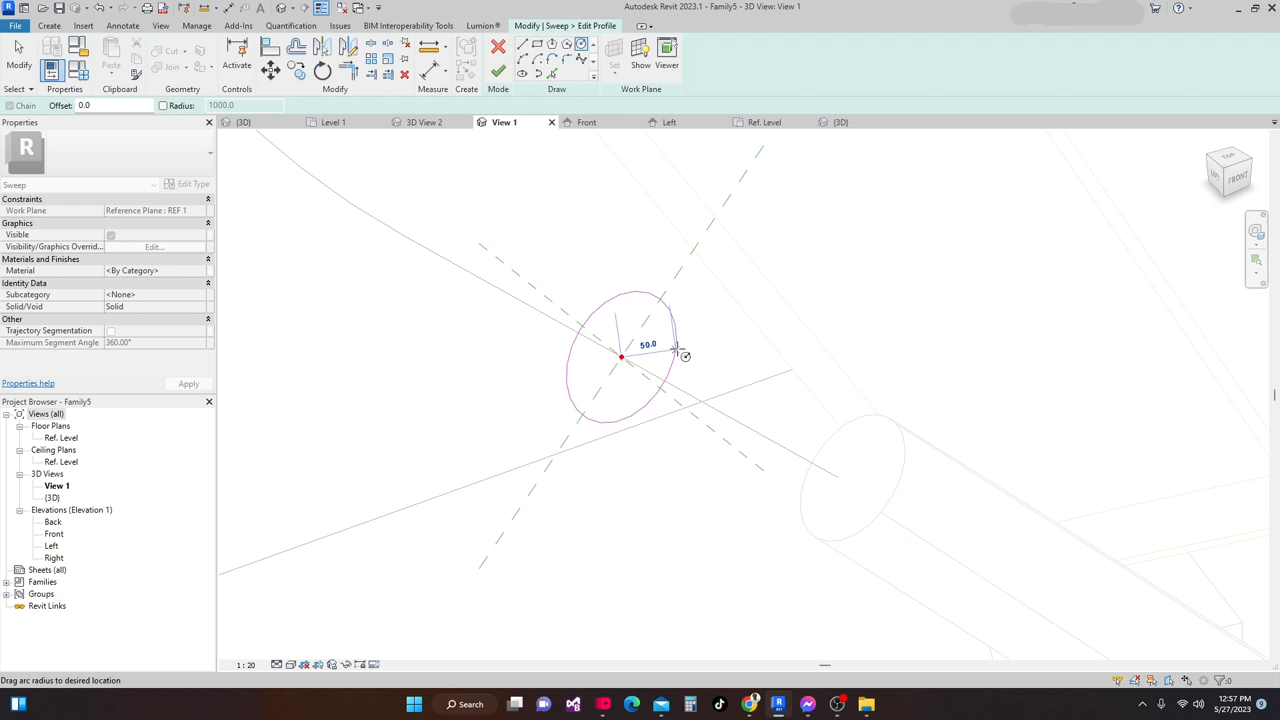 Autodesk Revit 2023.1 - Family5 - 3D View: View 1
File Create Insert Annotate View Manage Add-Ins Quantification Issues BIM Interoperability Tools Lumion® Modify | Sweep > Edit Profile
Modify Paste Cut Join Activate Set Show Viewer
Select Properties Clipboard Geometry Controls Modify Measure Create Mode Draw Work Plane
Chain Offset: 0.0 Radius: 1000.0
Properties {3D} Level 1 3D View 2 View 1 Front Left Ref. Level {3D}
R
Sweep Edit Type
Constraints
Work Plane Reference Plane : REF 1
Graphics
Visible
Visibility/Graphics Overrid... Edit...
Materials and Finishes
Material <By Category>
Identity Data
Subcategory <None>
Solid/Void Solid
Other
Trajectory Segmentation
Maximum Segment Angle 360.00°
Properties help Apply
Project Browser - Family5
Views (all)
Floor Plans
Ref. Level
Ceiling Plans
Ref. Level
3D Views
View 1
{3D}
Elevations (Elevation 1)
Back
Front
Left
Right
Sheets (all)
Families
Groups
Revit Links
TOP
LEFT FRONT
50.0
1 : 20
Drag arc radius to desired location :0
Search
12:57 PM
5/27/2023